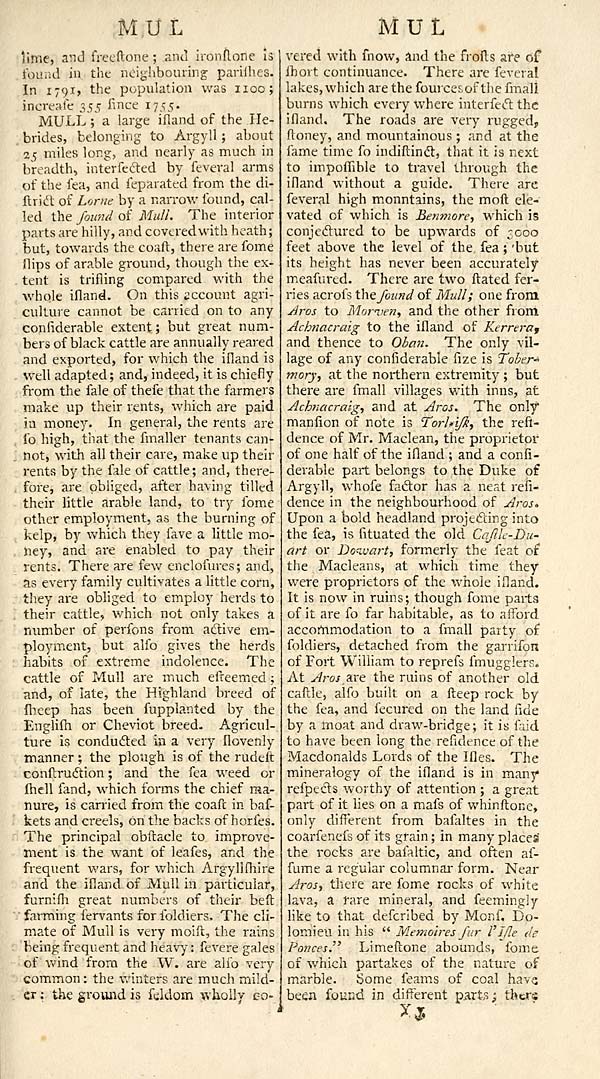 MUL
lime, and freeſtone; and ironſtone is
found in the neighbouring pariſhes.
In 1791, the population was 1100;
increaſe 355 ſince 1755.
MULL; a large iſland of the He-
brides, belonging to Argyll; about
25 miles long, and nearly as much in
breadth, interſected by ſeveral arms
of the ſea, and ſeparated from the di-
ſtrict of Lorne by a narrow ſound, cal-
led the ſound of Mull. The interior
parts are hilly, and covered with heath;
but, towards the coaſt, there are ſome
ſlips of arable ground, though the ex-
tent is trifling compared with the
whole iſland. On this account agri-
culture cannot be carried on to any
conſiderable extent; but great num-
bers of black cattle are annually reared
and exported, for which the iſland is
well adapted; and, indeed, it is chiefly
from the ſale of theſe that the farmers
make up their rents, which are paid
in money. In general, the rents are
ſo high, that the ſmaller tenants can-
not, with all their care, make up their
rents by the ſale of cattle; and, there-
fore, are obliged, after having tilled
their little arable land, to try ſome
other employment, as the burning of
kelp, by which they ſave a little mo-
ney, and are enabled to pay their
rents. There are few encloſures; and,
as every family cultivates a little corn,
they are obliged to employ herds to
their cattle, which not only takes a
number of perſons from active em-
ployment, but alſo gives the herds
habits of extreme indolence. The
cattle of Mull are much eſteemed;
and, of late, the Highland breed of
ſheep has been ſupplanted by the
Engliſh or Cheviot breed. Agricul-
ture is conducted in a very ſlovenly
manner; the plough is of the rudeſt
conſtruction; and the ſea weed or
ſhell ſand, which forms the chief ma-
nure, is carried from the coaſt in baſ-
kets and creels, on the backs of horſes.
The principal obſtacle to improve-
ment is the want of leaſes, and the
frequent wars, for which Argyllſhire
and the iſland of Mull in particular,
furniſh great numbers of their beſt
farming ſervants for ſoldiers. The cli-
mate of Mull is very moiſt, the rains
being frequent and heavy: ſevere gales
of wind from the W. are alſo very
common: the winters are much mild-
er: the ground is ſeldom wholly co-
MUL
vered with ſnow, and the froſts are of
ſhort continuance. There are ſeveral
lakes, which are the ſources of the ſmall
burns which every where interſect the
iſland. The roads are very rugged,
ſtoney, and mountainous; and at the
ſame time ſo indiſtinct, that it is next
to impoſſible to travel through the
iſland without a guide. There are
ſeveral high monntains, the moſt ele-
vated of which is Benmore, which is
conjectured to be upwards of 3000
feet above the level of the ſea; but
its height has never been accurately
meaſured. There are two ſtated fer-
ries acroſs the ſound of Mull; one from
Aros to Morven, and the other from
Achnacraig to the iſland of Kerrera,
and thence to Oban. The only vil-
lage of any conſiderable ſize is Tober-
mory, at the northern extremity; but
there are ſmall villages with inns, at
Achnacraig, and at Aros. The only
manſion of note is Torloiſk, the reſi-
dence of Mr. Maclean, the proprietor
of one half of the iſland; and a conſi-
derable part belongs to the Duke of
Argyll, whoſe factor has a neat reſi-
dence in the neighbourhood of Aros.
Upon a bold headland projecting into
the ſea, is ſituated the old Caſtle-Du-
art or Dowart, formerly the ſeat of
the Macleans, at which time they
were proprietors of the whole iſland.
It is now in ruins; though ſome parts
of it are ſo far habitable, as to afford
accommodation to a ſmall party of
ſoldiers, detached from the garriſon
of Fort William to repreſs ſmugglers.
At Aros are the ruins of another old
caſtle, alſo built on a ſteep rock by
the ſea, and ſecured on the land ſide
by a moat and draw-bridge; it is ſaid
to have been long the reſidence of the
Macdonalds Lords of the Iſles. The
mineralogy of the iſland is in many
reſpects worthy of attention; a great
part of it lies on a maſs of whinſtone,
only different from baſaltes in the
coarſeneſs of its grain; in many places
the rocks are baſaltic, and often aſ-
ſume a regular columnar form. Near
Aros, there are ſome rocks of white
lava, a rare mineral, and ſeemingly
like to that deſcribed by Monſ. Do-
lomieu in his "Memoires ſur l'Iſle de
Ponces." Limeſtone abounds, ſome
of which partakes of the nature of
marble. Some ſeams of coal have
been found in different parts; there